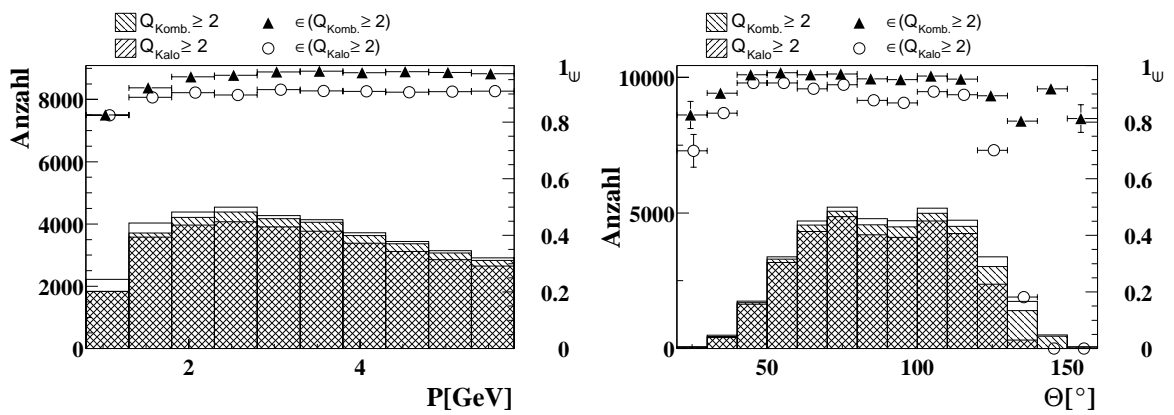 Q_Komb. ≥ 2 ∈(Q_Komb. ≥ 2)
Q_Kalo ≥ 2 ∈(Q_Kalo ≥ 2)
Anzahl
8000
6000
4000
2000
0
1
0.8
0.6
0.4
0.2
0
∈
2 4
P[GeV]
Q_Komb. ≥ 2 ∈(Q_Komb. ≥ 2)
Q_Kalo ≥ 2 ∈(Q_Kalo ≥ 2)
Anzahl
10000
5000
0
1
0.8
0.6
0.4
0.2
0
∈
50 100 150
Θ[°]